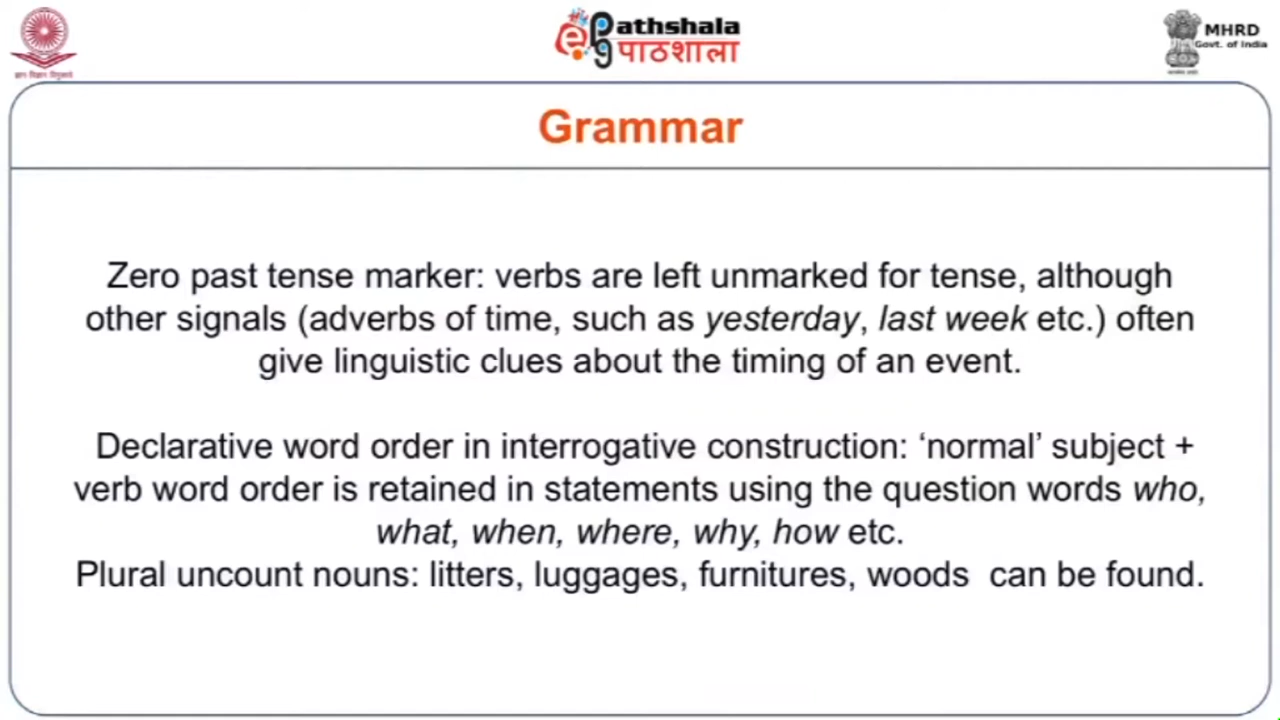 ePathshala
पाठशाला
MHRD
Govt. of India
Grammar
Zero past tense marker: verbs are left unmarked for tense, although
other signals (adverbs of time, such as yesterday, last week etc.) often
give linguistic clues about the timing of an event.
Declarative word order in interrogative construction: ‘normal’ subject +
verb word order is retained in statements using the question words who,
what, when, where, why, how etc.
Plural uncount nouns: litters, luggages, furnitures, woods can be found.